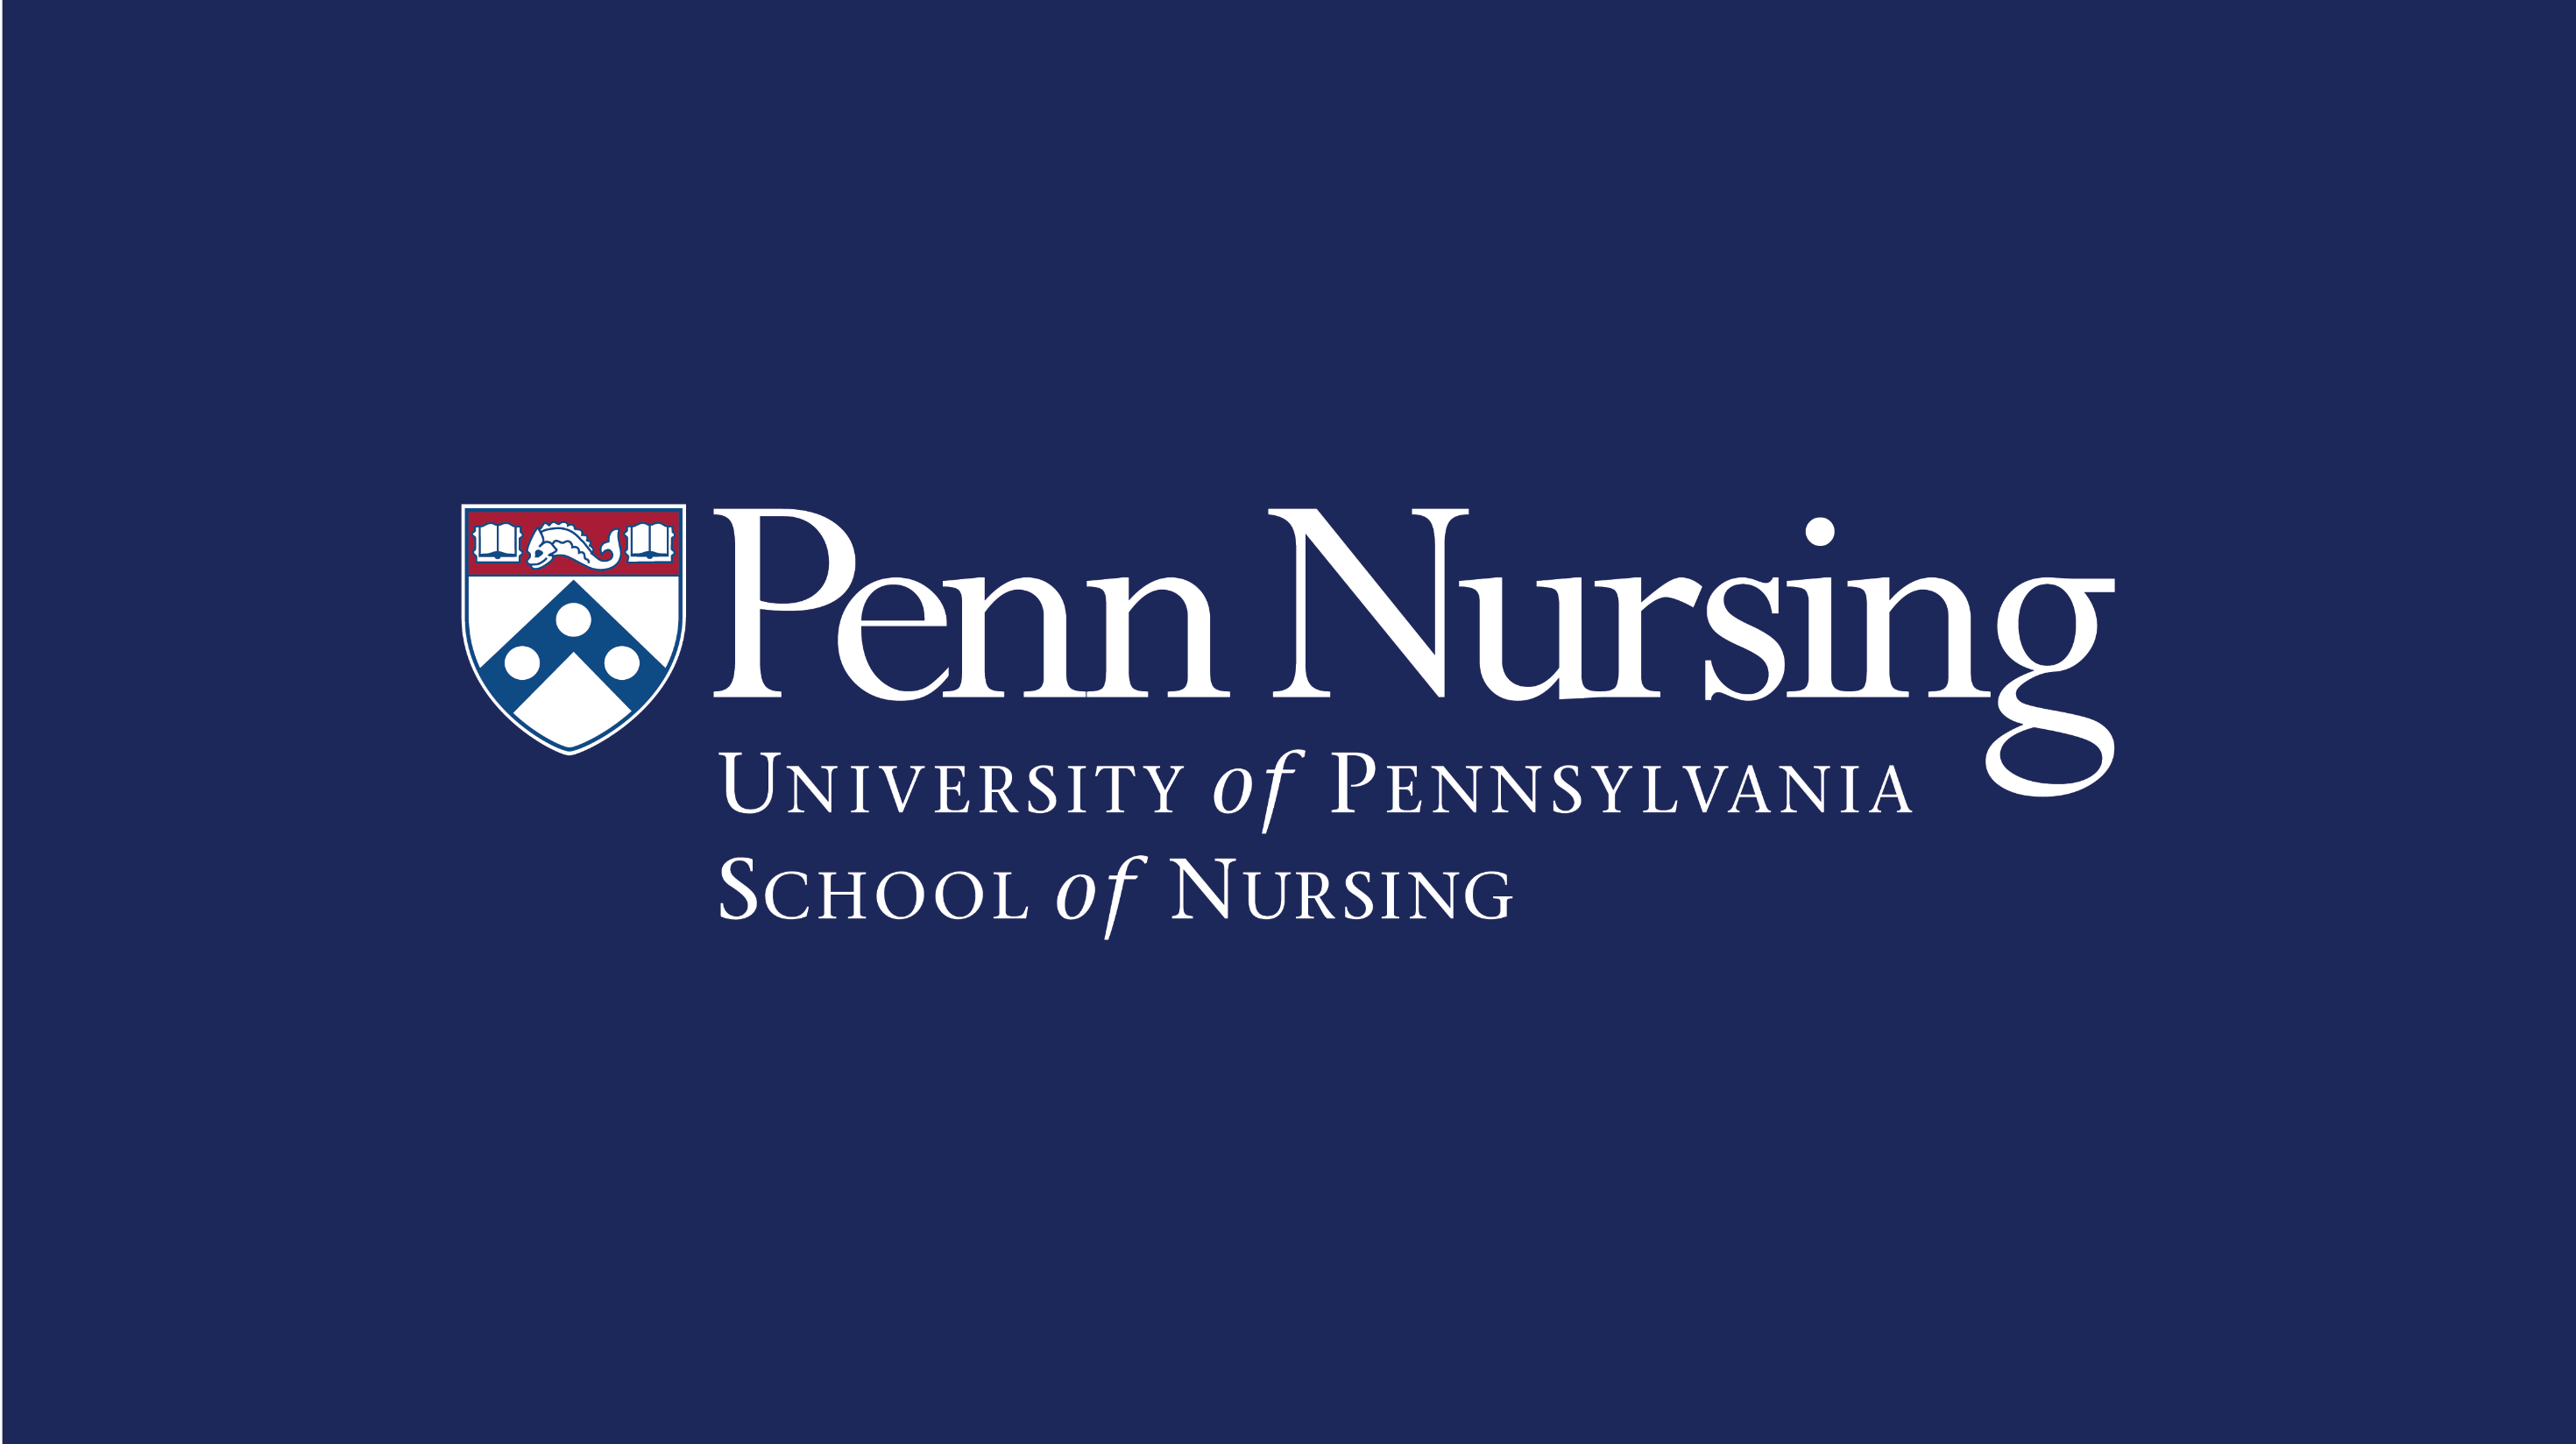 Penn Nursing
UNIVERSITY of PENNSYLVANIA
SCHOOL of NURSING